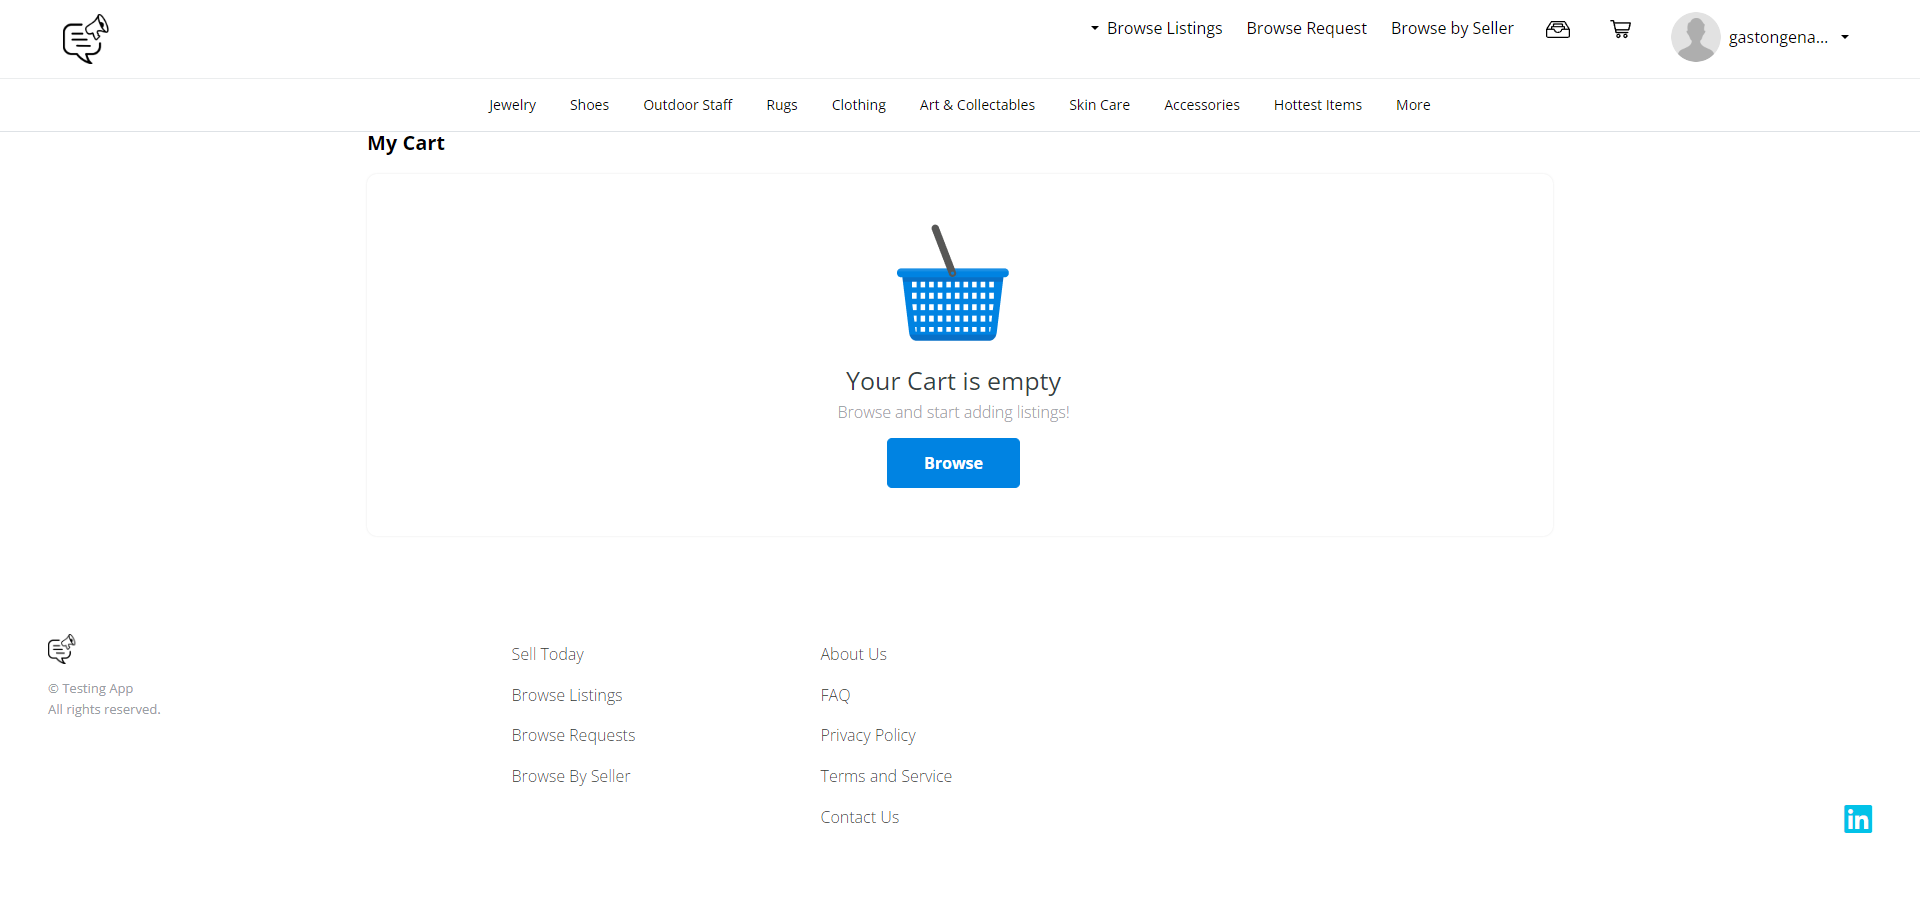 Browse Listings Browse Request Browse by Seller gastongena...
Jewelry Shoes Outdoor Staff Rugs Clothing Art & Collectables Skin Care Accessories Hottest Items More
My Cart
Your Cart is empty
Browse and start adding listings!
Browse
© Testing App
All rights reserved.
Sell Today
Browse Listings
Browse Requests
Browse By Seller
About Us
FAQ
Privacy Policy
Terms and Service
Contact Us
in